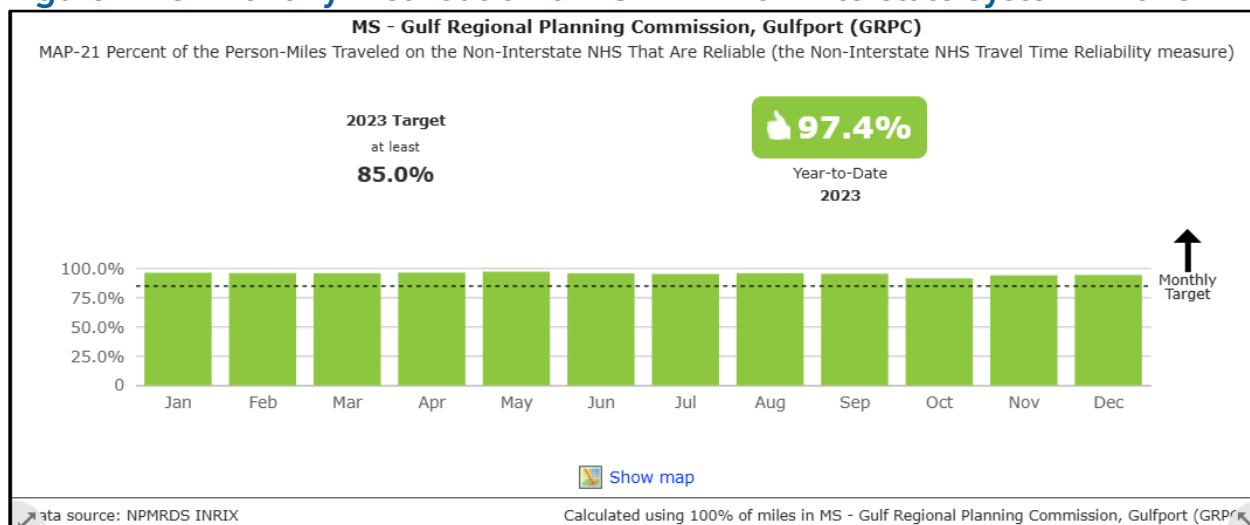 MS - Gulf Regional Planning Commission, Gulfport (GRPC)
MAP-21 Percent of the Person-Miles Traveled on the Non-Interstate NHS That Are Reliable (the Non-Interstate NHS Travel Time Reliability measure)
2023 Target
at least
85.0%
97.4%
Year-to-Date
2023
Monthly
Target
100.0%
75.0%
50.0%
25.0%
0
Jan Feb Mar Apr May Jun Jul Aug Sep Oct Nov Dec
Show map
ata source: NPMRDS INRIX
Calculated using 100% of miles in MS - Gulf Regional Planning Commission, Gulfport (GRPC